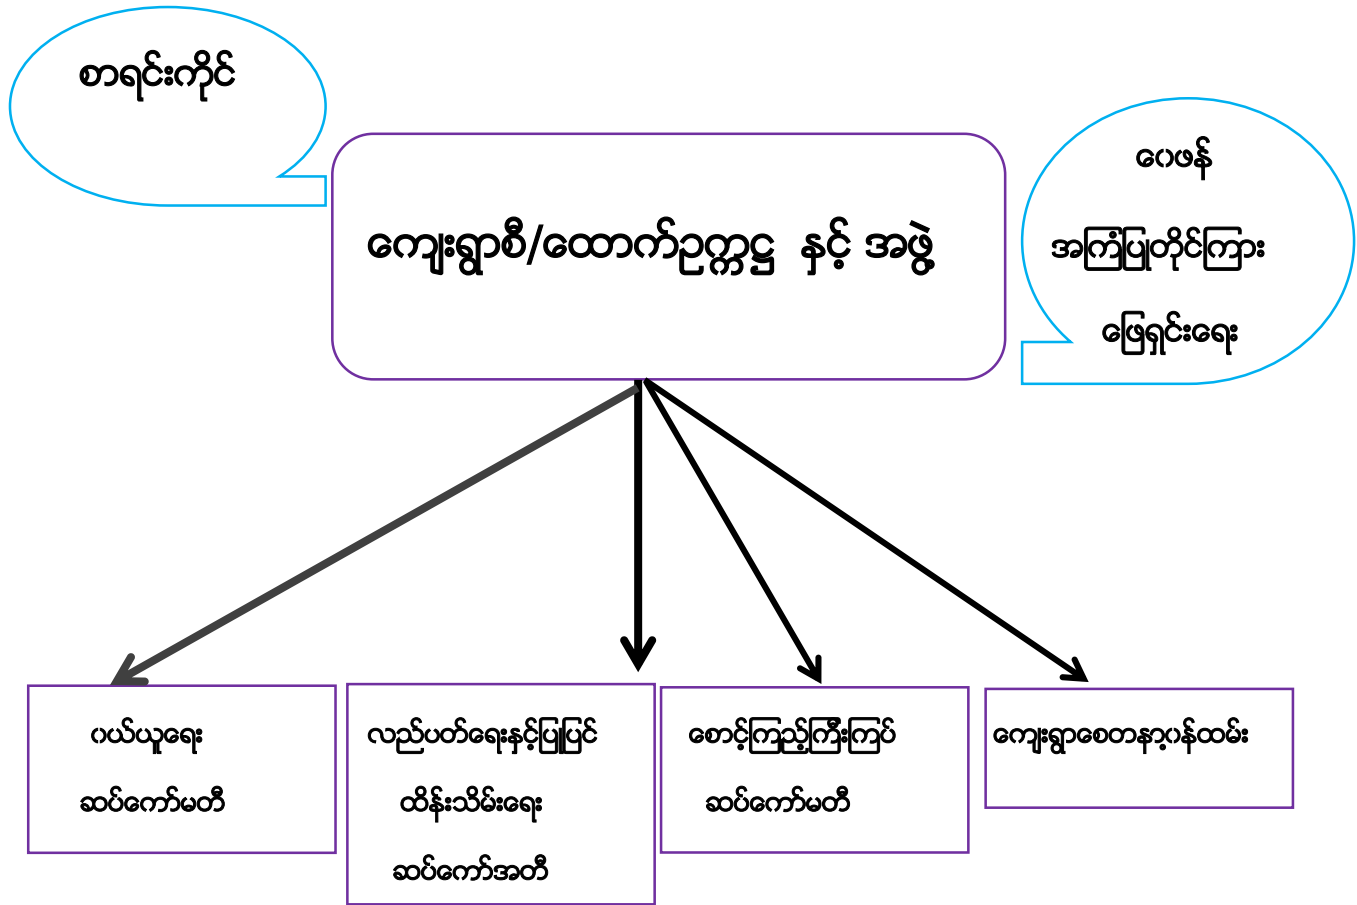 စာရင်းကိုင်
ကျေးရွာစီ/ထောက်ဥက္ကဋ္ဌ နှင့် အဖွဲ့
ဝေဖန်
အကြံပြုတိုင်ကြား
ဖြေရှင်းရေး
ဝယ်ယူရေး
ဆပ်ကော်မတီ
လည်ပတ်ရေးနှင့်ပြုပြင်
ထိန်းသိမ်းရေး
ဆပ်ကော်အတီ
စောင့်ကြည့်ကြီးကြပ်
ဆပ်ကော်မတီ
ကျေးရွာစေတနာ့ဝန်ထမ်း